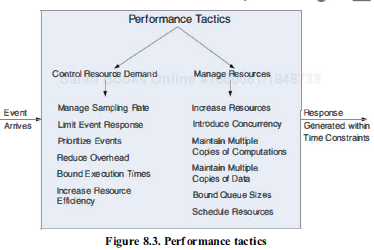 Performance Tactics
Control Resource Demand
Manage Resources
Event
Arrives
Manage Sampling Rate
Limit Event Response
Prioritize Events
Reduce Overhead
Bound Execution Times
Increase Resource
Efficiency
Increase Resources
Introduce Concurrency
Maintain Multiple
Copies of Computations
Maintain Multiple
Copies of Data
Bound Queue Sizes
Schedule Resources
Response
Generated within
Time Constraints
Figure 8.3. Performance tactics